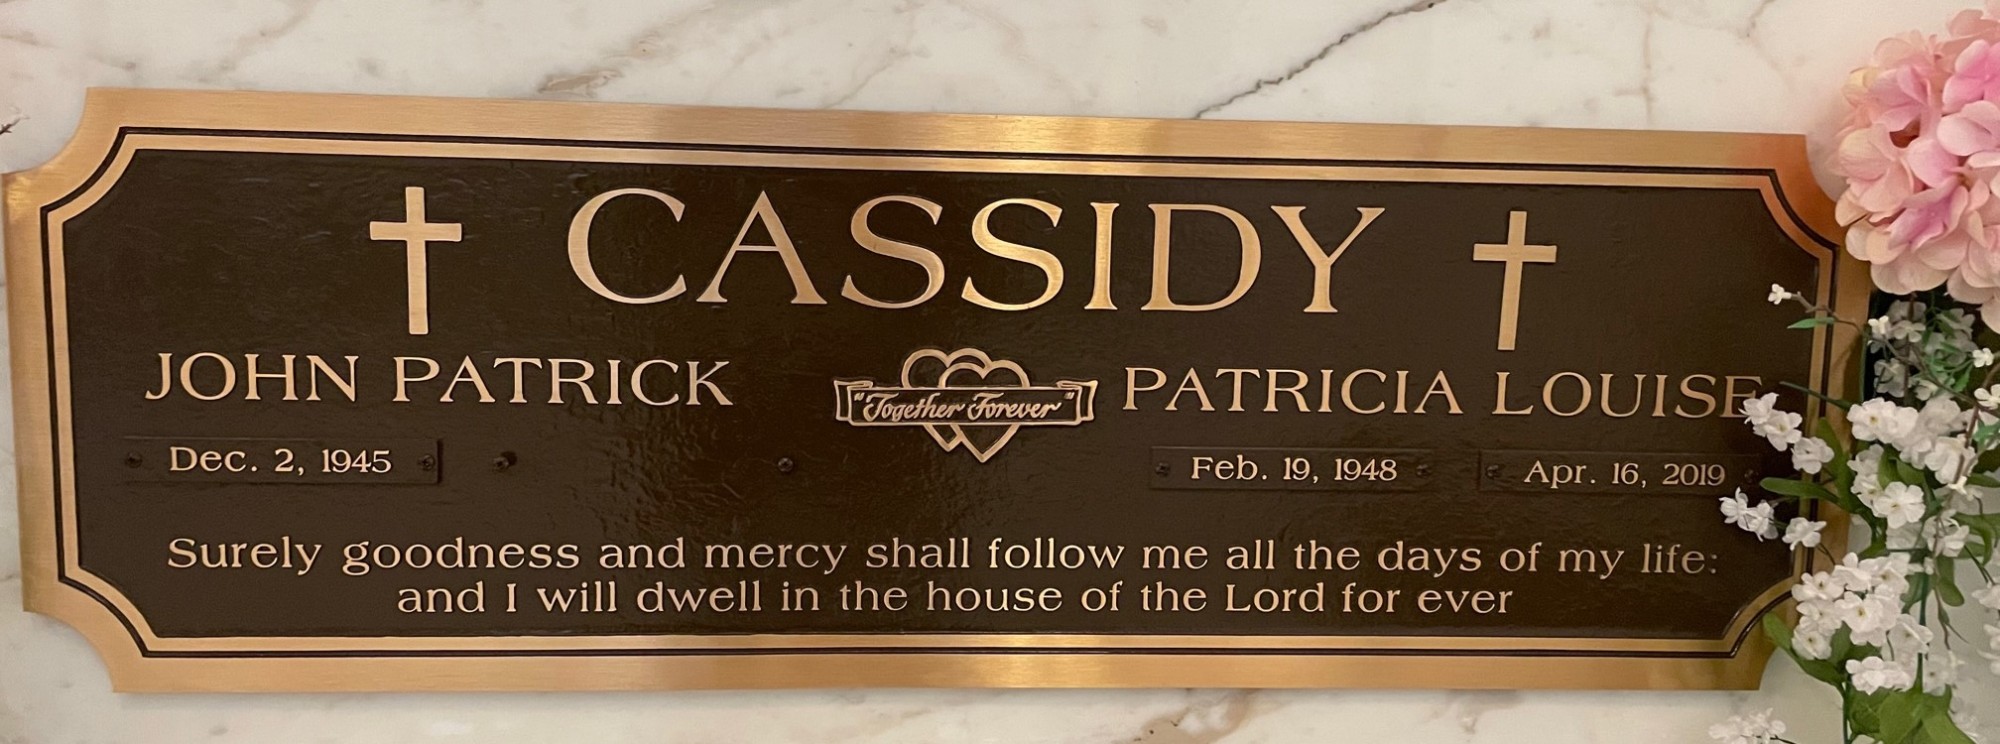 CASSIDY
JOHN PATRICK
"Together Forever"
PATRICIA LOUISE
Dec. 2, 1945
Feb. 19, 1948
Apr. 16, 2019
Surely goodness and mercy shall follow me all the days of my life:
and I will dwell in the house of the Lord for ever